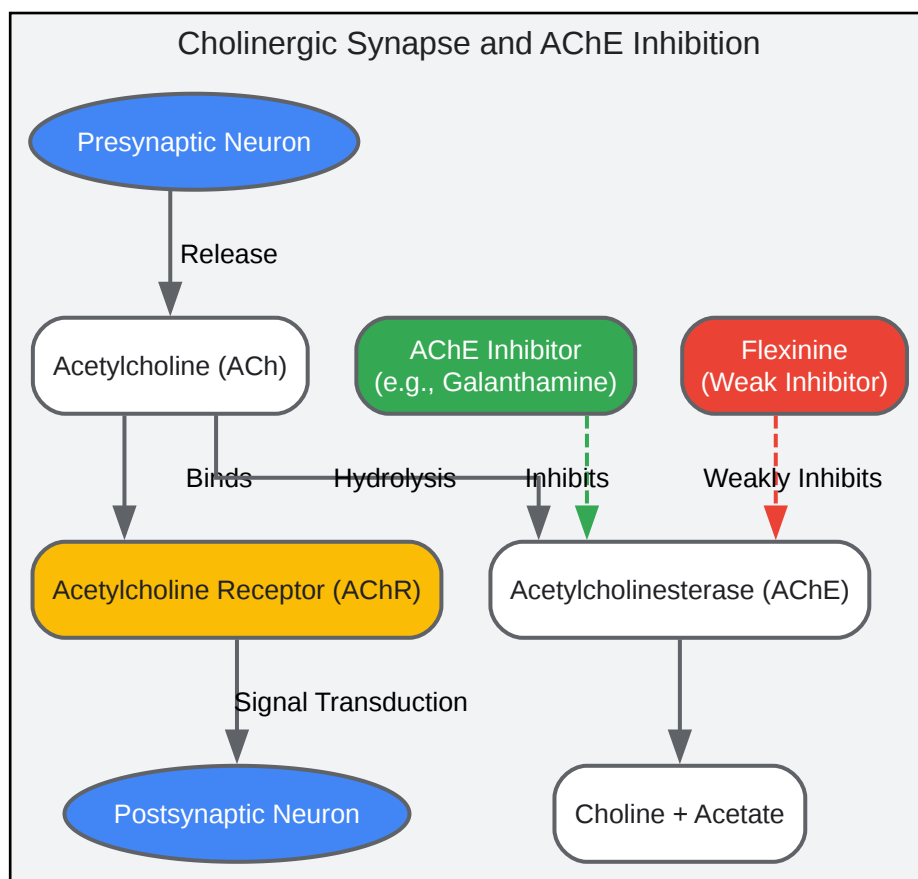 Cholinergic Synapse and AChE Inhibition
Presynaptic Neuron
Release
Acetylcholine (ACh)
AChE Inhibitor
(e.g., Galanthamine)
Flexinine
(Weak Inhibitor)
Binds
Hydrolysis
Inhibits
Weakly Inhibits
Acetylcholine Receptor (AChR)
Acetylcholinesterase (AChE)
Signal Transduction
Postsynaptic Neuron
Choline + Acetate